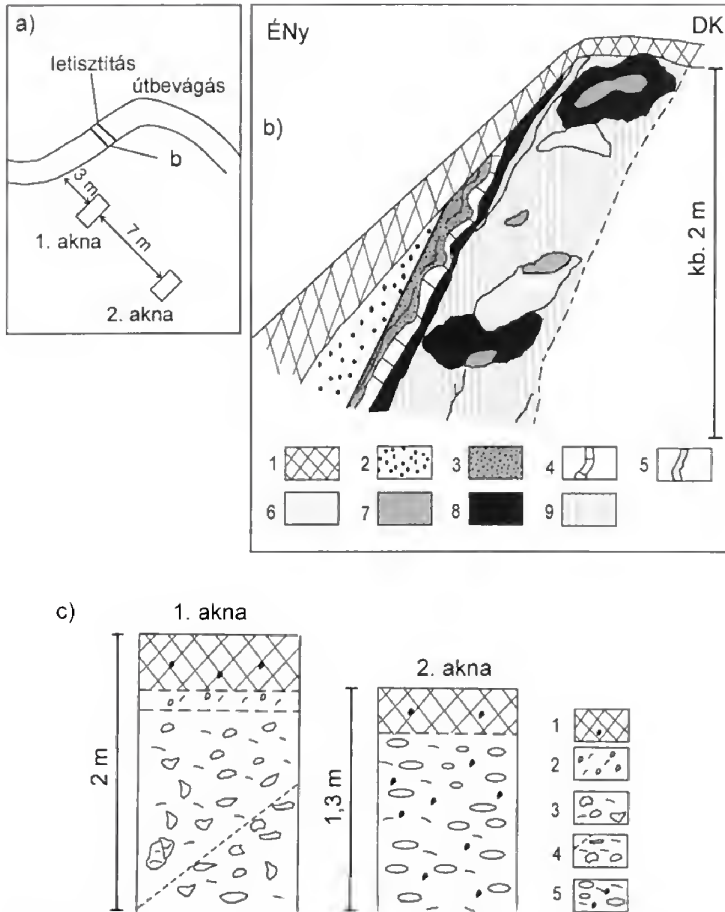 a)
letisztítás
útbevágás
b
3 m
1. akna
7 m
2. akna
ÉNy
DK
b)
kb. 2 m
1 2 3 4 5
6 7 8 9
c)
1. akna
2 m
2. akna
1,3 m
1
2
3
4
5